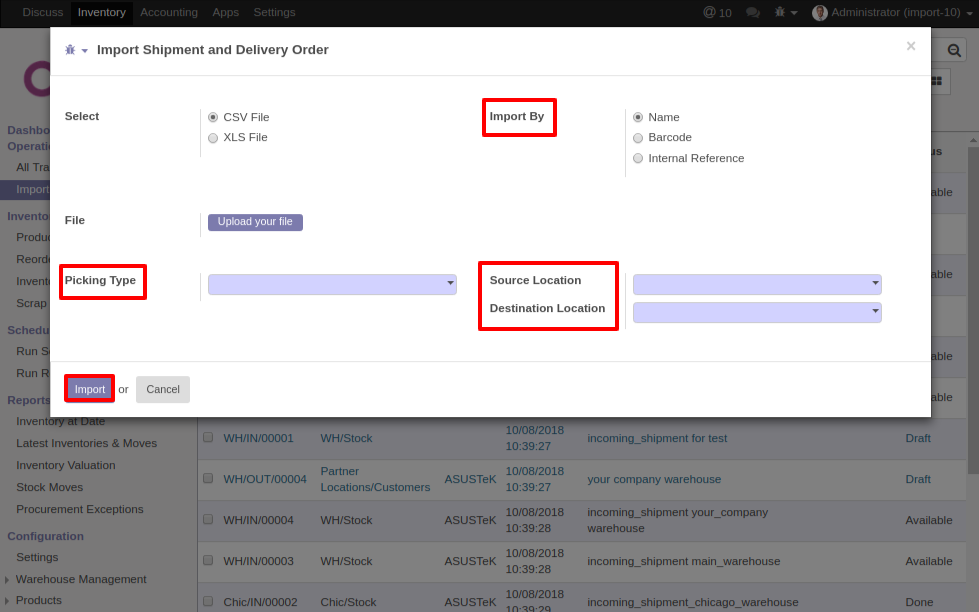 Discuss Inventory Accounting Apps Settings @ 10 Administrator (import-10)
Import Shipment and Delivery Order ×
Select
CSV File
XLS File
Import By
Name
Barcode
Internal Reference
File Upload your file
Picking Type
Source Location
Destination Location
Import or Cancel
Dashbo
Operati
All Tra
Import
Invento
Produ
Reorde
Invent
Scrap
Schedu
Run S
Run R
Reports
Inventory at Date
Latest Inventories & Moves
Inventory Valuation
Stock Moves
Procurement Exceptions
Configuration
Settings
Warehouse Management
Products
us
able
able
able
able
WH/IN/00001 WH/Stock 10/08/2018 incoming_shipment for test Draft
10:39:27
WH/OUT/00004 Partner ASUSTeK 10/08/2018 your company warehouse Draft
Locations/Customers 10:39:27
WH/IN/00004 WH/Stock ASUSTeK 10/08/2018 incoming_shipment your_company Available
10:39:28 warehouse
WH/IN/00003 WH/Stock ASUSTeK 10/08/2018 incoming_shipment main_warehouse Available
10:39:28
Chic/IN/00002 Chic/Stock ASUSTeK 10/08/2018 incoming_shipment_chicago_warehouse Done
10:39:29